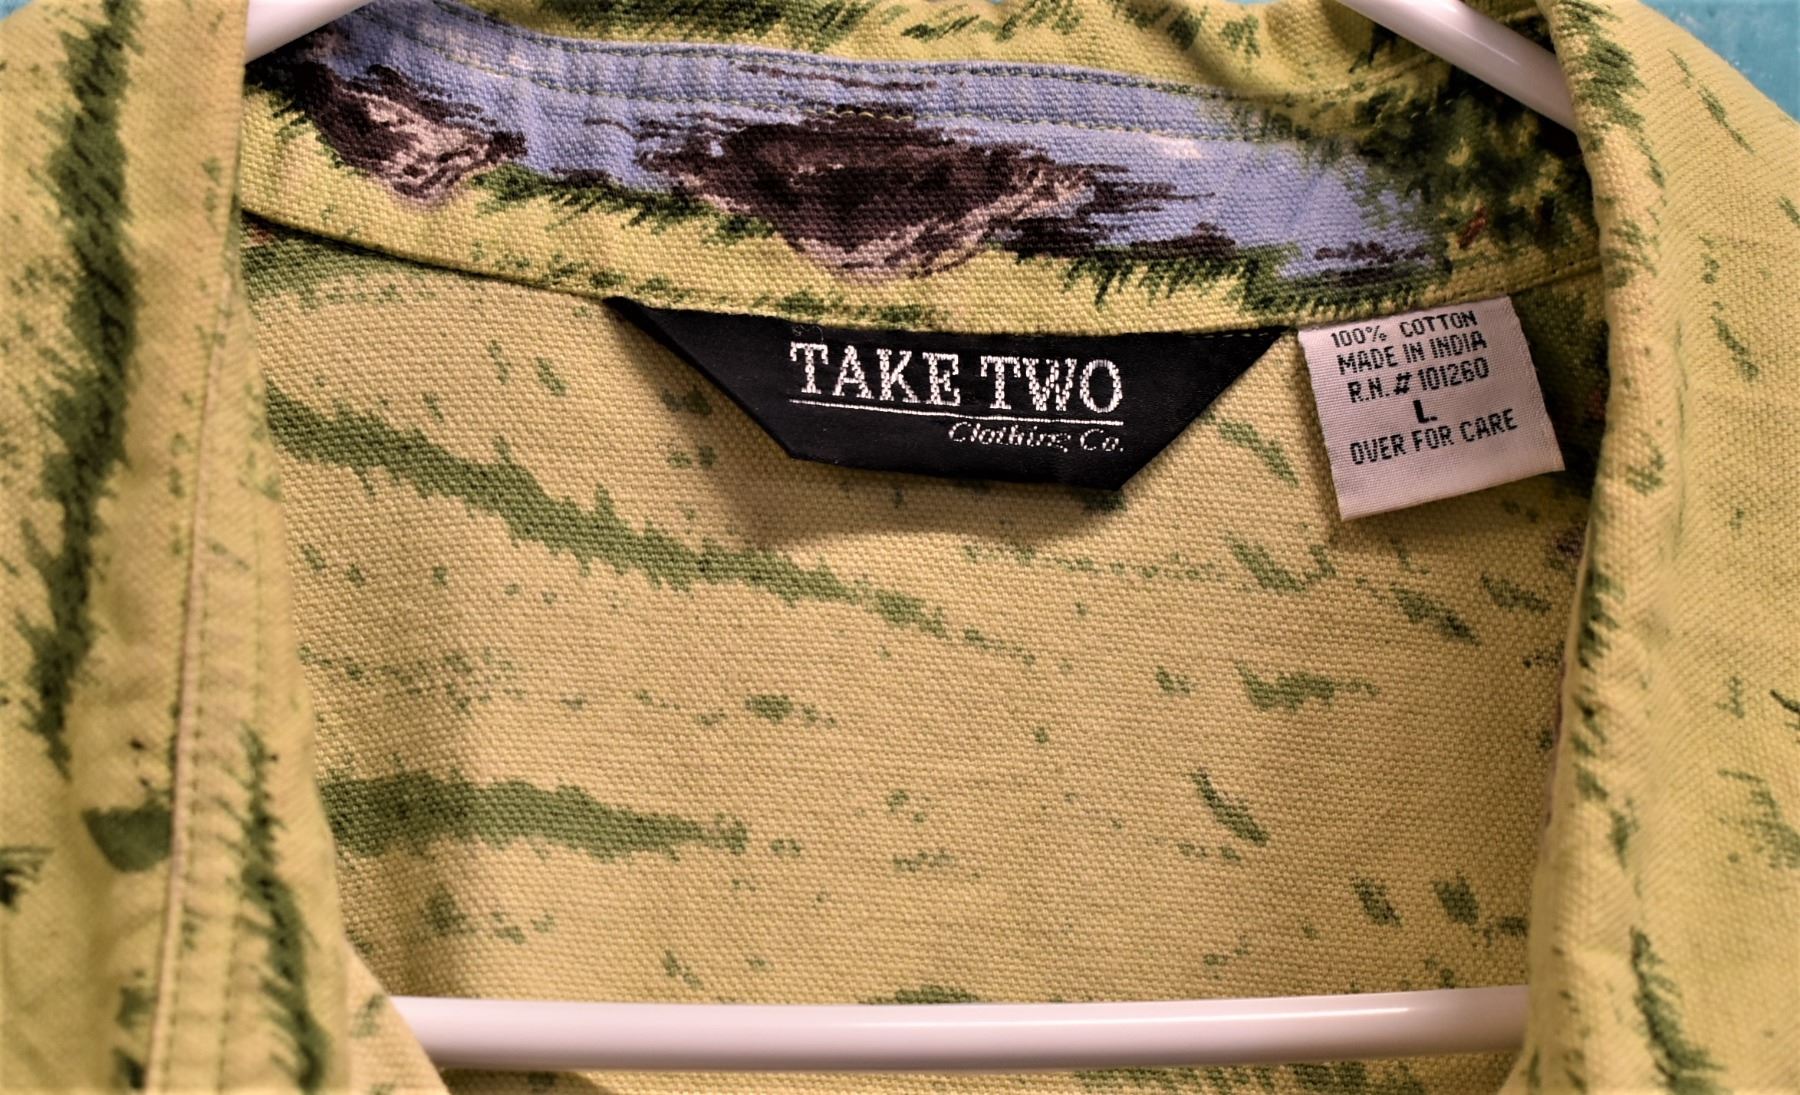 TAKE TWO
Clothing Co.
100% COTTON
MADE IN INDIA
R.N. # 101260
L
OVER FOR CARE